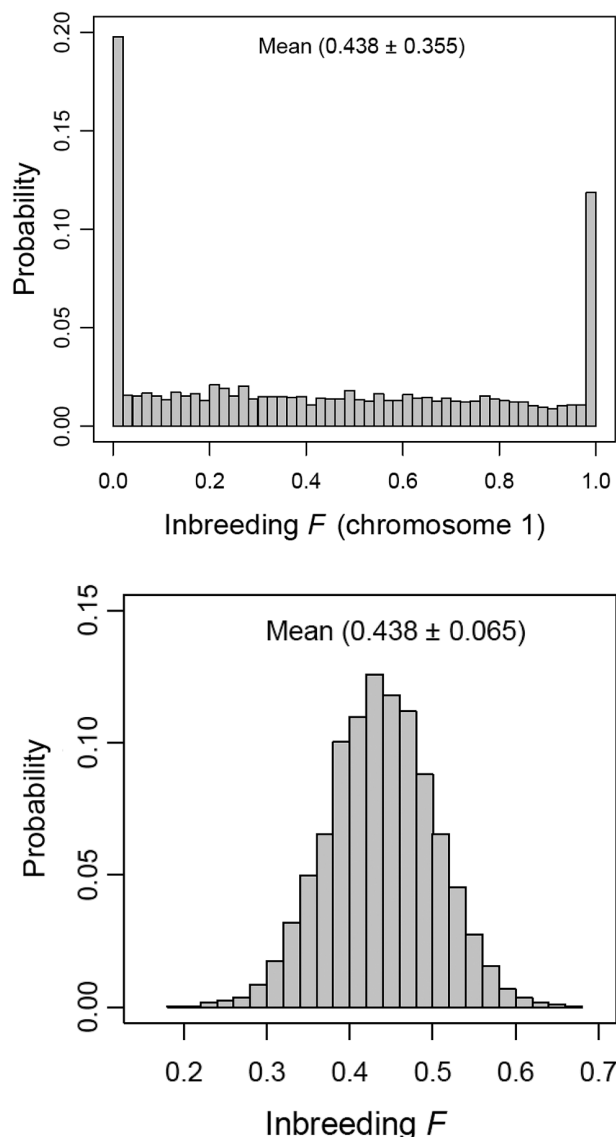 Mean (0.438 ± 0.355)
Probability
0.20
0.15
0.10
0.05
0.00
0.0 0.2 0.4 0.6 0.8 1.0
Inbreeding F (chromosome 1)
Mean (0.438 ± 0.065)
Probability
0.15
0.10
0.05
0.00
0.2 0.3 0.4 0.5 0.6 0.7
Inbreeding F